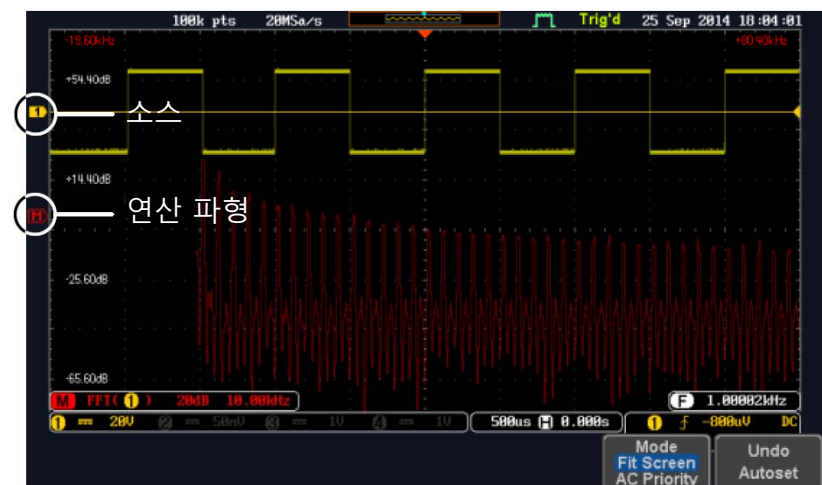 100k pts 20MSa/s Trig'd 25 Sep 2014 18:04:01
-19.60kHz +80.40kHz
+54.40dB
1 소스
+14.40dB
M 연산 파형
-25.60dB
-65.60dB
M FFT( 1 ) 20dB 10.00kHz F 1.00002kHz
1 20V 2 50mV 3 1V 4 1V 500us H 0.000s 1 f -800uV DC
Mode
Fit Screen
AC Priority
Undo
Autoset